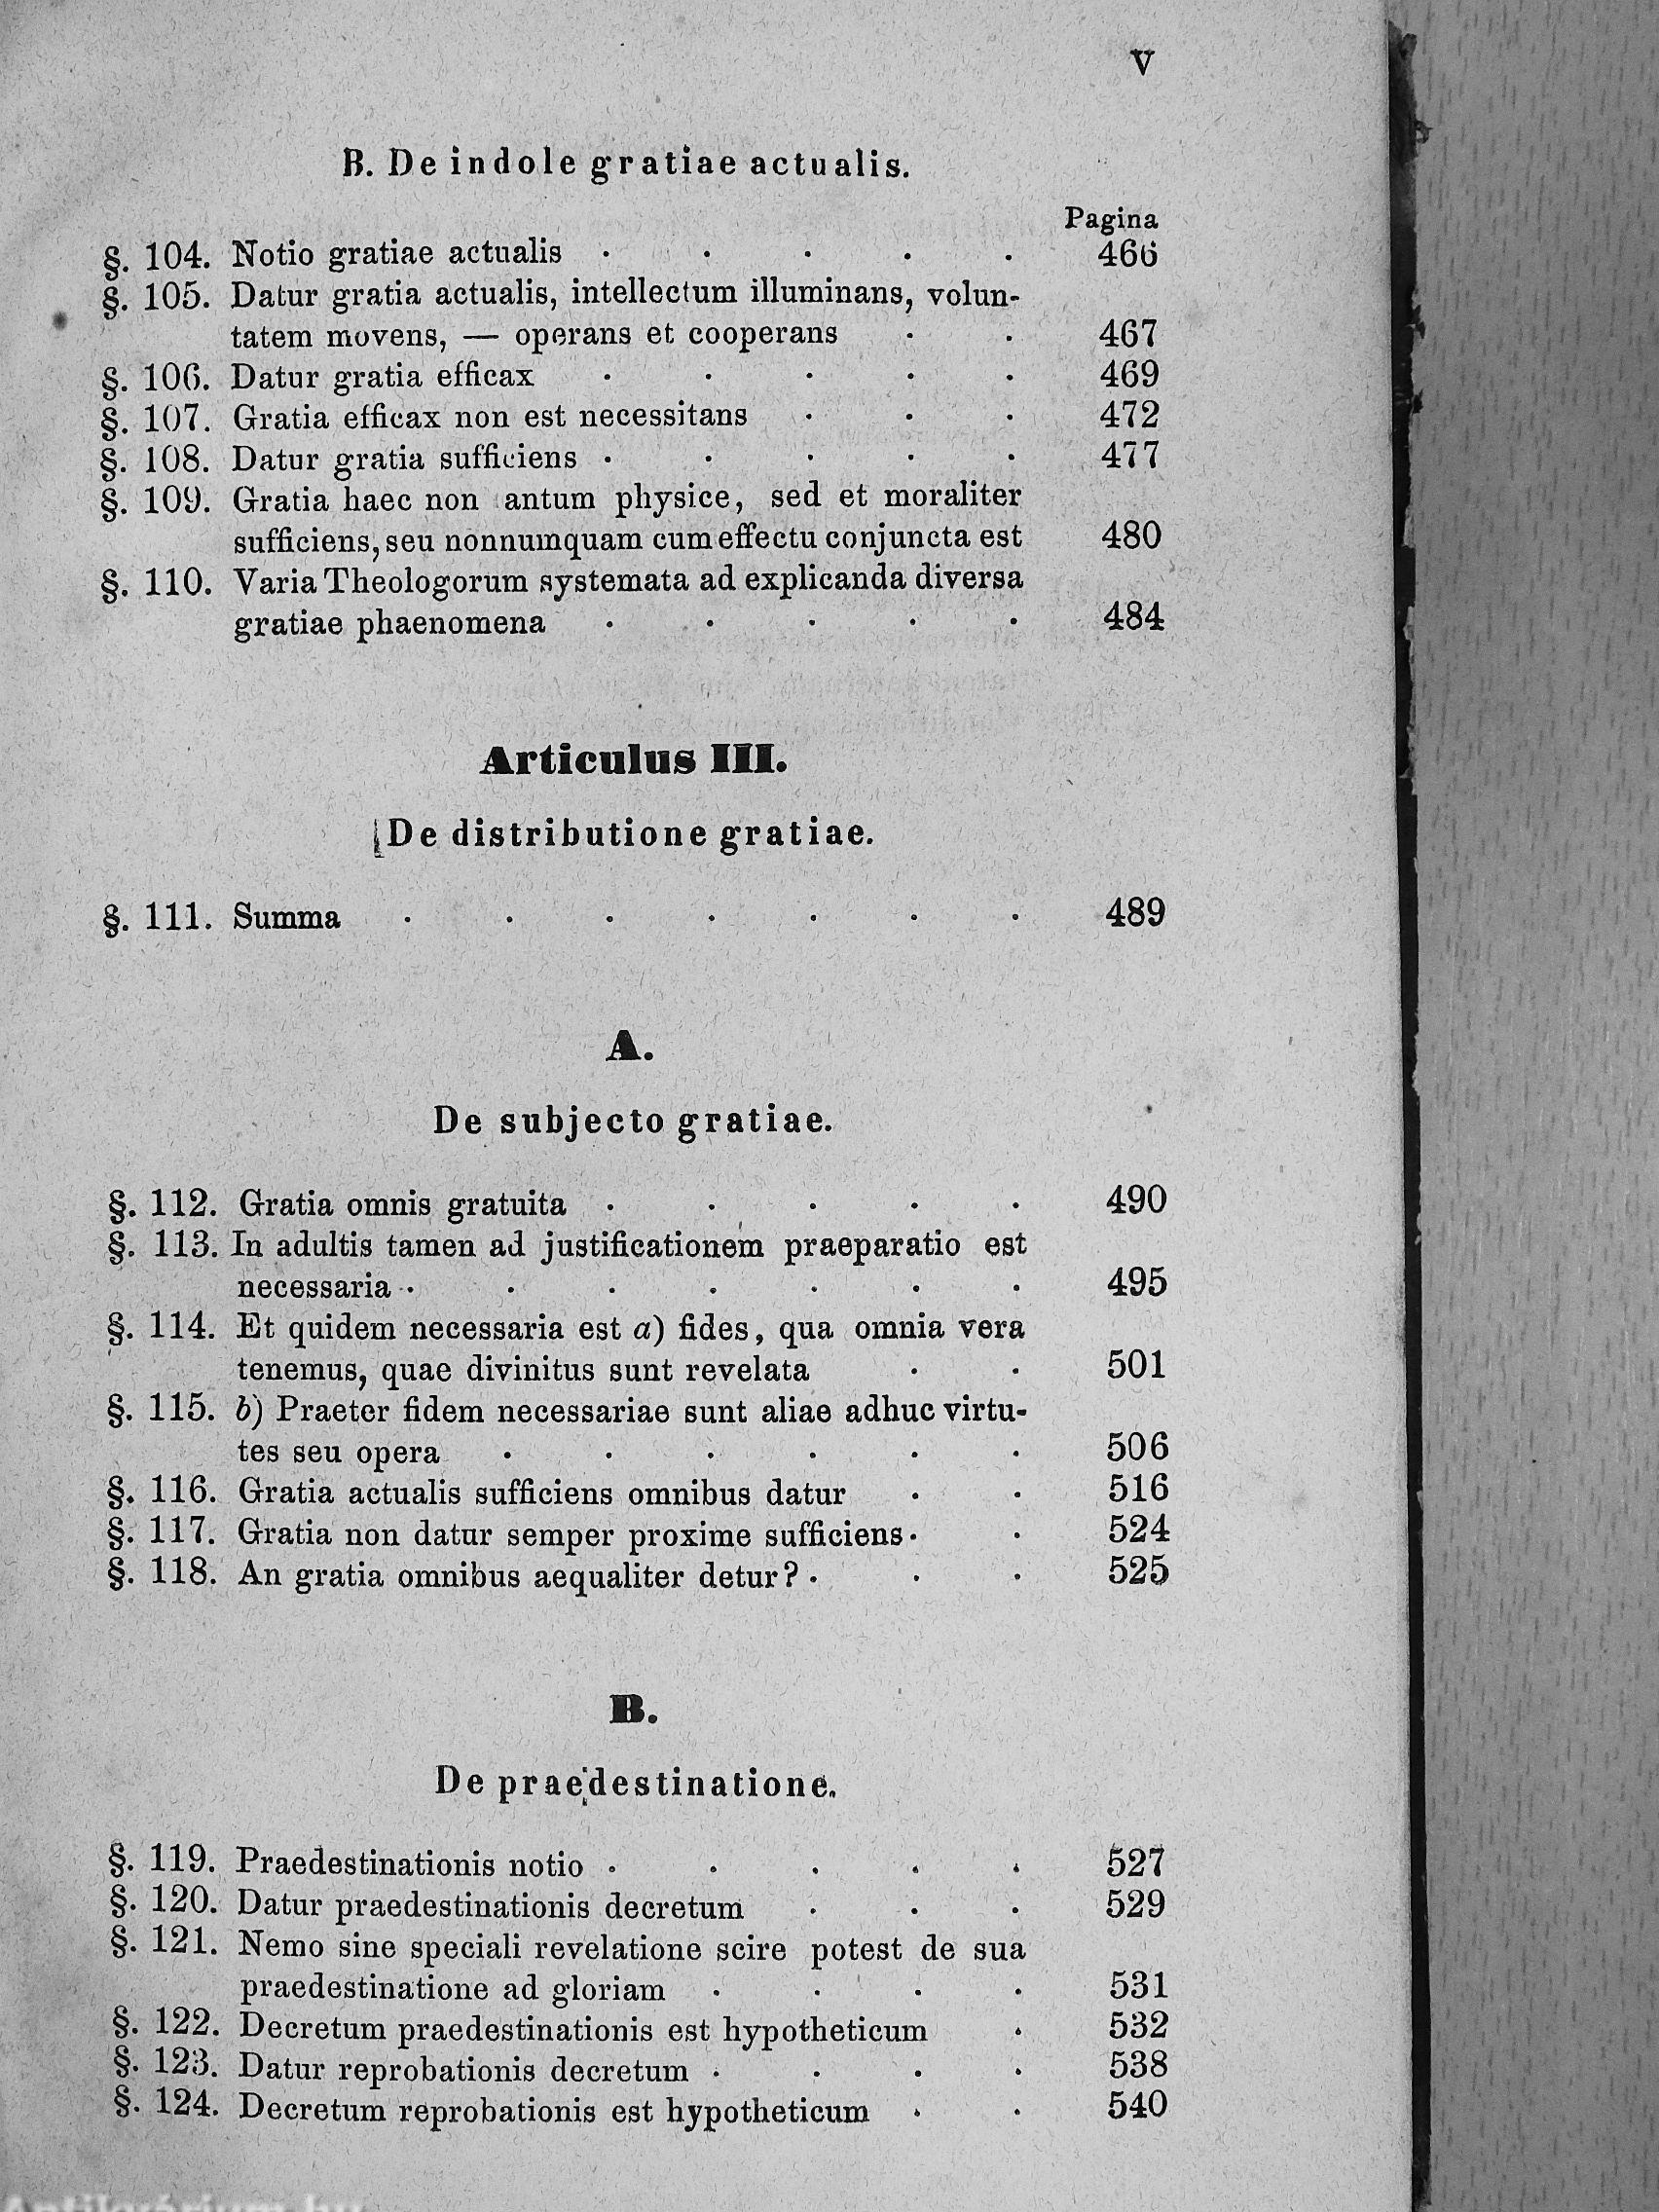 V
B. De indole gratiae actualis.
Pagina
§. 104. Notio gratiae actualis . . . . . 466
§. 105. Datur gratia actualis, intellectum illuminans, volun-
tatem movens, — operans et cooperans . . 467
§. 106. Datur gratia efficax . . . . . 469
§. 107. Gratia efficax non est necessitans . . . 472
§. 108. Datur gratia sufficiens . . . . . 477
§. 109. Gratia haec non antum physice, sed et moraliter
sufficiens, seu nonnumquam cum effectu conjuncta est 480
§. 110. Varia Theologorum systemata ad explicanda diversa
gratiae phaenomena . . . . . 484
Articulus III.
De distributione gratiae.
§. 111. Summa . . . . . . . 489
A.
De subjecto gratiae.
§. 112. Gratia omnis gratuita . . . . . 490
§. 113. In adultis tamen ad justificationem praeparatio est
necessaria . . . . . . . 495
§. 114. Et quidem necessaria est a) fides, qua omnia vera
tenemus, quae divinitus sunt revelata . . 501
§. 115. b) Praeter fidem necessariae sunt aliae adhuc virtu-
tes seu opera . . . . . . 506
§. 116. Gratia actualis sufficiens omnibus datur . . 516
§. 117. Gratia non datur semper proxime sufficiens . . 524
§. 118. An gratia omnibus aequaliter detur? . . . 525
B.
De praedestinatione.
§. 119. Praedestinationis notio . . . . . 527
§. 120. Datur praedestinationis decretum . . . 529
§. 121. Nemo sine speciali revelatione scire potest de sua
praedestinatione ad gloriam . . . . 531
§. 122. Decretum praedestinationis est hypotheticum . 532
§. 123. Datur reprobationis decretum . . . . 538
§. 124. Decretum reprobationis est hypotheticum . . 540